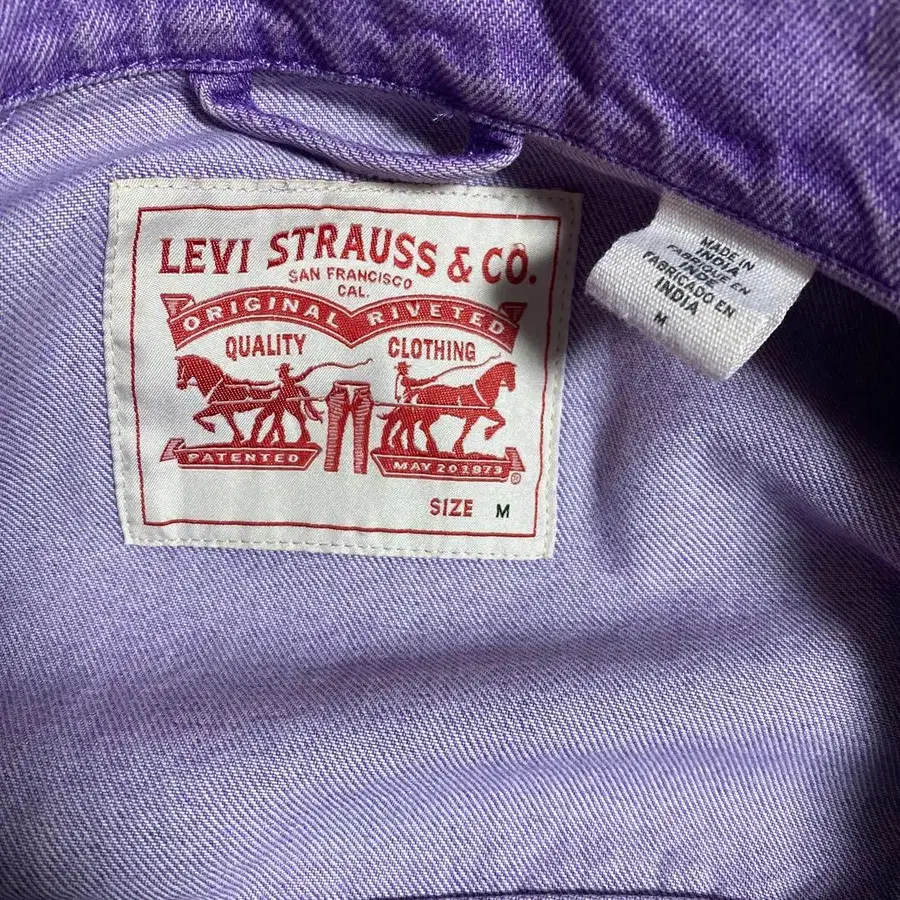 LEVI STRAUSS & CO.
SAN FRANCISCO
CAL.
ORIGINAL RIVETED
QUALITY CLOTHING
PATENTED
MAY 20 1873
®
SIZE M
MADE IN
INDIA
FABRIQUÉ EN
INDE
FABRICADO EN
INDIA
M